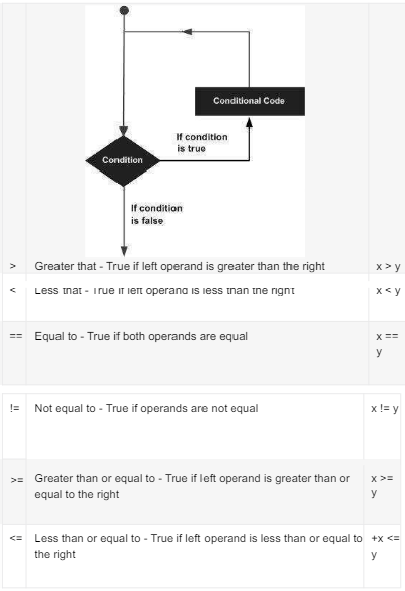 Conditional Code
If condition
is true
Condition
If condition
is false
> Greater that - True if left operand is greater than the right x > y
< Less that - True if left operand is less than the right x < y
== Equal to - True if both operands are equal x ==
y
!= Not equal to - True if operands are not equal x != y
>= Greater than or equal to - True if left operand is greater than or x >=
equal to the right y
<= Less than or equal to - True if left operand is less than or equal to +x <=
the right y